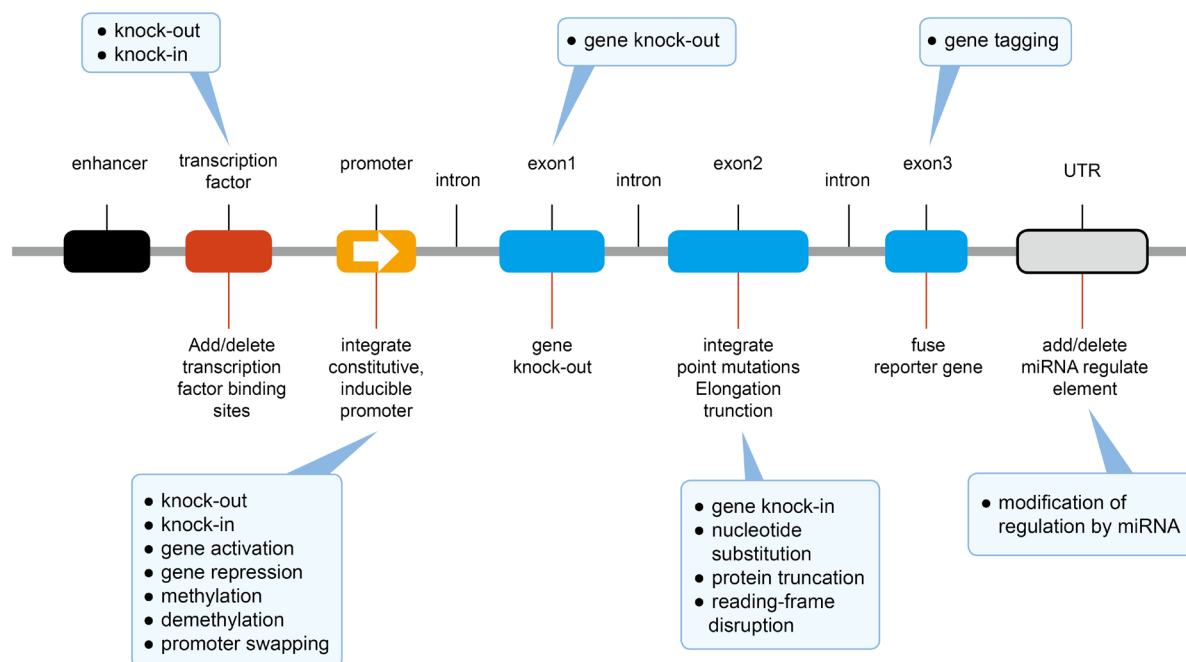 ● knock-out
● knock-in
● gene knock-out
● gene tagging
enhancer
transcription
factor
promoter
intron
exon1
intron
exon2
intron
exon3
UTR
Add/delete
transcription
factor binding
sites
integrate
constitutive,
inducible
promoter
gene
knock-out
integrate
point mutations
Elongation
trunction
fuse
reporter gene
add/delete
miRNA regulate
element
● knock-out
● knock-in
● gene activation
● gene repression
● methylation
● demethylation
● promoter swapping
● gene knock-in
● nucleotide
substitution
● protein truncation
● reading-frame
disruption
● modification of
regulation by miRNA